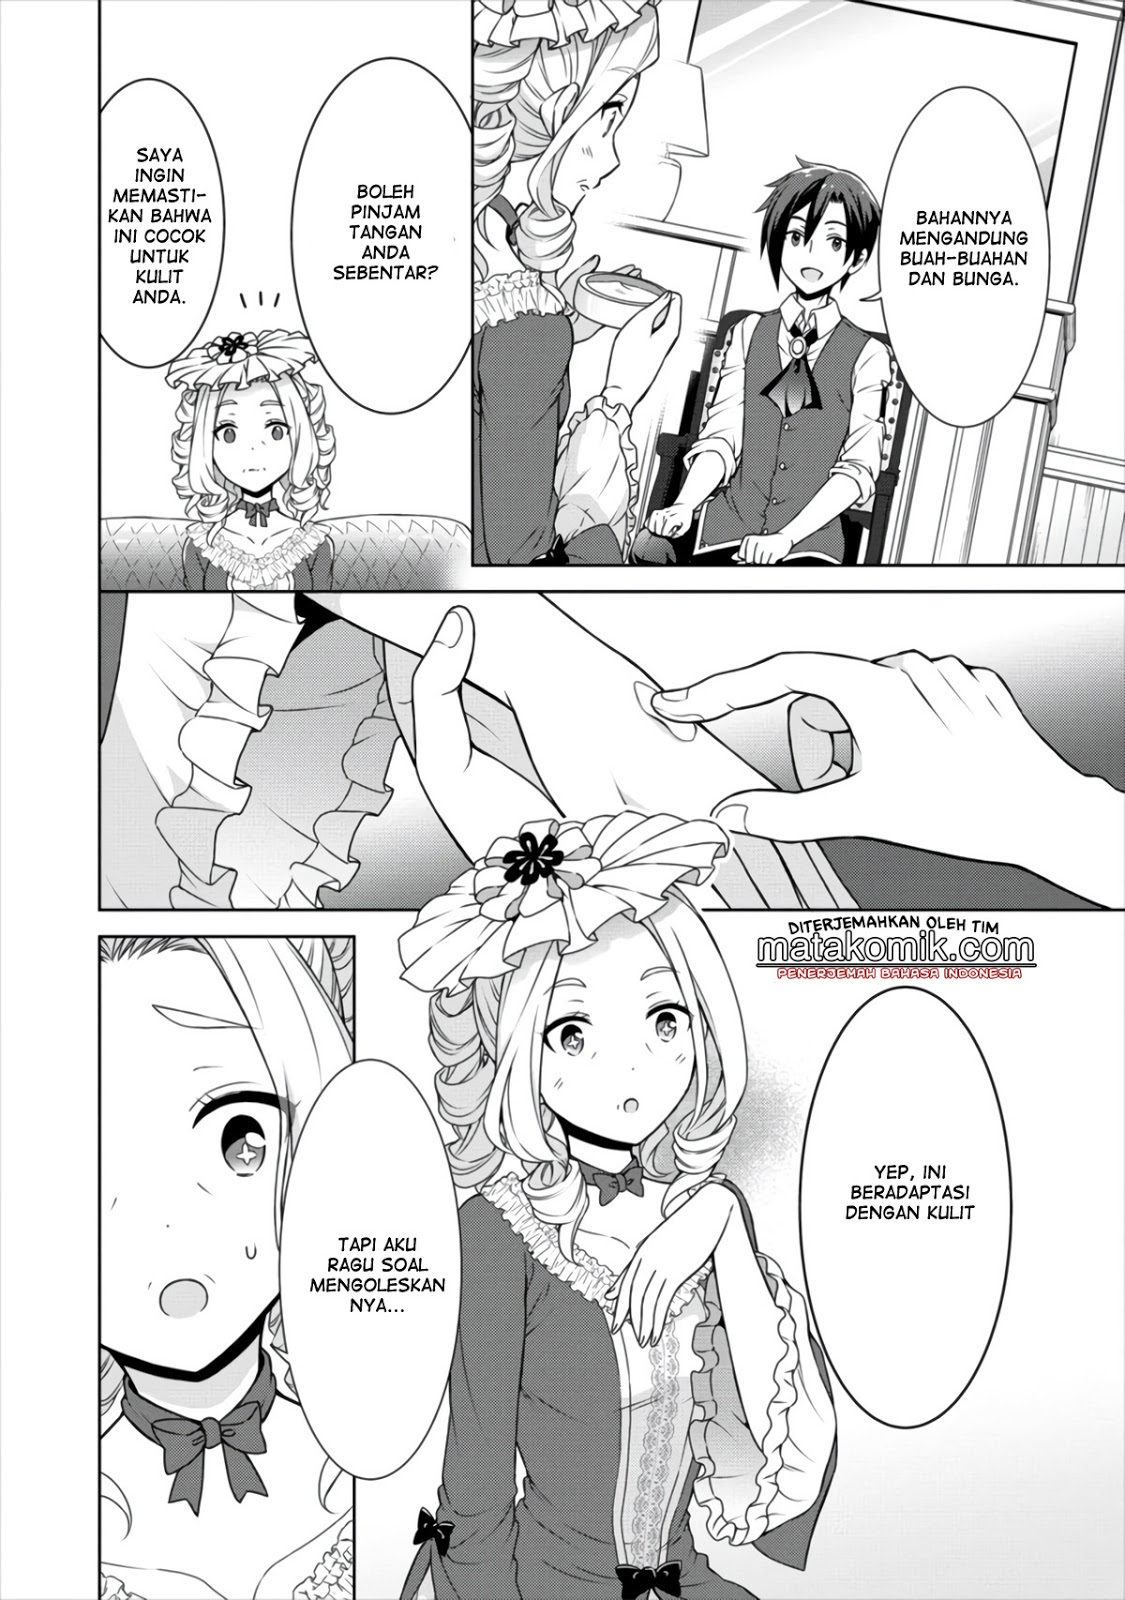 BAHANNYA
MENGANDUNG
BUAH-BUAHAN
DAN BUNGA.
BOLEH
PINJAM
TANGAN
ANDA
SEBENTAR?
SAYA
INGIN
MEMASTI-
KAN BAHWA
INI COCOK
UNTUK
KULIT
ANDA.
DITERJEMAHKAN OLEH TIM
matakomik.com
PENERJEMAH BAHASA INDONESIA
YEP, INI
BERADAPTASI
DENGAN KULIT
TAPI AKU
RAGU SOAL
MENGOLESKAN
NYA...